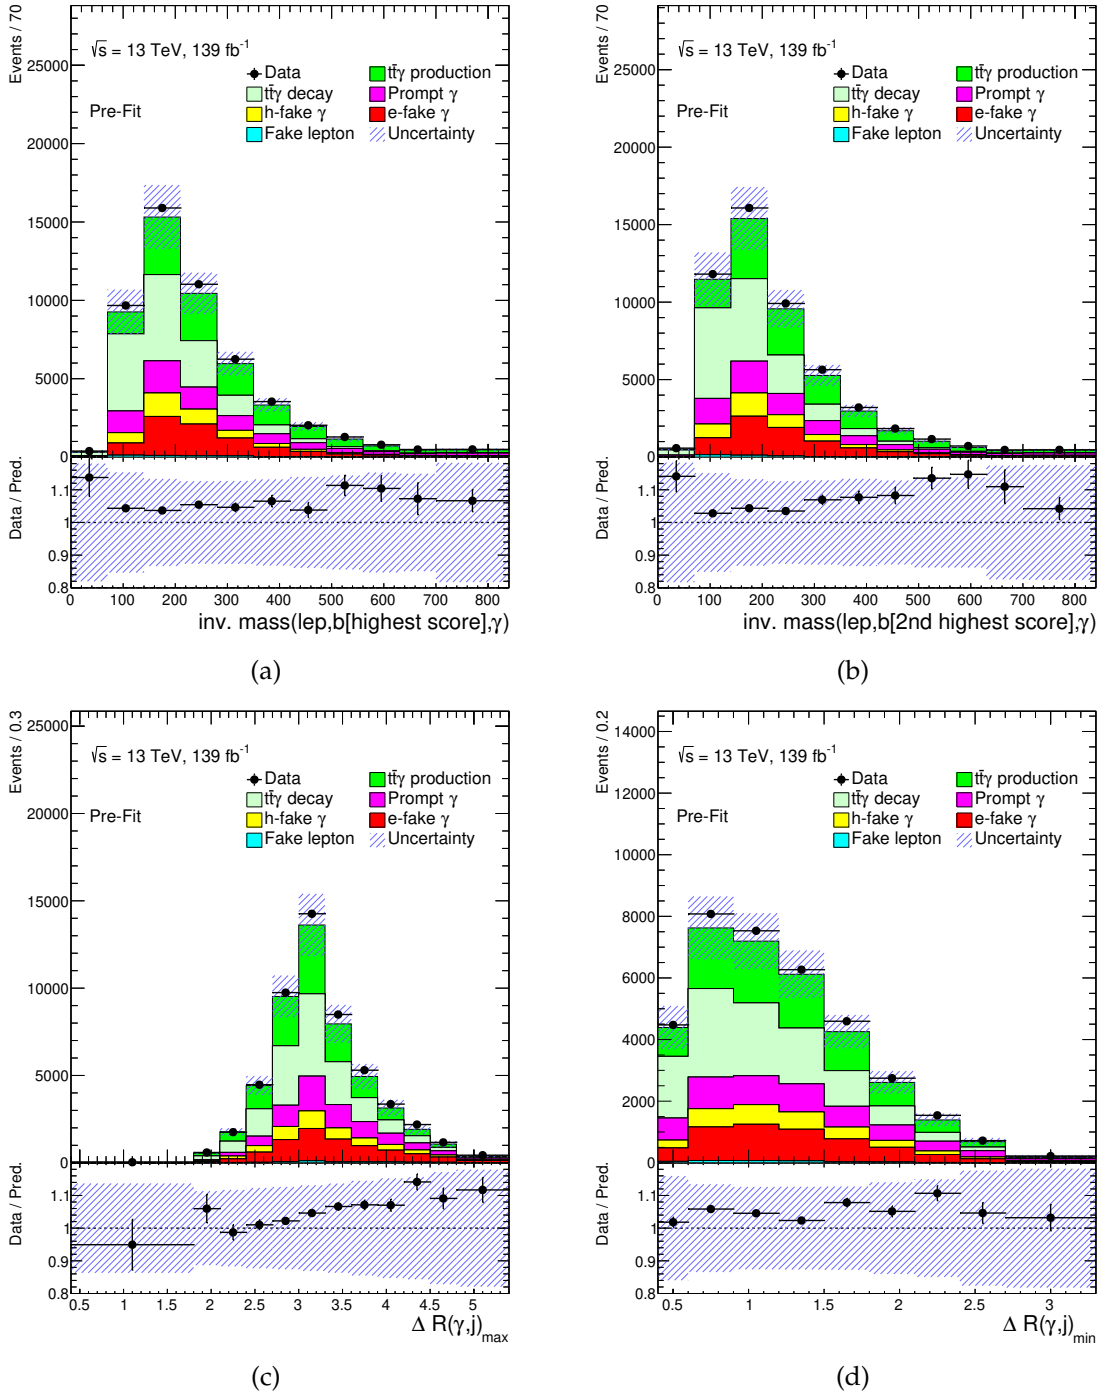 Events / 70
√s = 13 TeV, 139 fb⁻¹
Data
tt̄γ production
tt̄γ decay
Prompt γ
h-fake γ
e-fake γ
Fake lepton
Uncertainty
Pre-Fit
25000
20000
15000
10000
5000
0
Data / Pred.
1.1
1
0.9
0.8
0 100 200 300 400 500 600 700 800
inv. mass(lep,b[highest score],γ)
(a)
Events / 70
√s = 13 TeV, 139 fb⁻¹
Data
tt̄γ production
tt̄γ decay
Prompt γ
h-fake γ
e-fake γ
Fake lepton
Uncertainty
Pre-Fit
25000
20000
15000
10000
5000
0
Data / Pred.
1.1
1
0.9
0.8
0 100 200 300 400 500 600 700 800
inv. mass(lep,b[2nd highest score],γ)
(b)
Events / 0.3
√s = 13 TeV, 139 fb⁻¹
Data
tt̄γ production
tt̄γ decay
Prompt γ
h-fake γ
e-fake γ
Fake lepton
Uncertainty
Pre-Fit
25000
20000
15000
10000
5000
0
Data / Pred.
1.1
1
0.9
0.8
0.5 1 1.5 2 2.5 3 3.5 4 4.5 5
Δ R(γ,j)max
(c)
Events / 0.2
√s = 13 TeV, 139 fb⁻¹
Data
tt̄γ production
tt̄γ decay
Prompt γ
h-fake γ
e-fake γ
Fake lepton
Uncertainty
Pre-Fit
14000
12000
10000
8000
6000
4000
2000
0
Data / Pred.
1.1
1
0.9
0.8
0.5 1 1.5 2 2.5 3
Δ R(γ,j)min
(d)